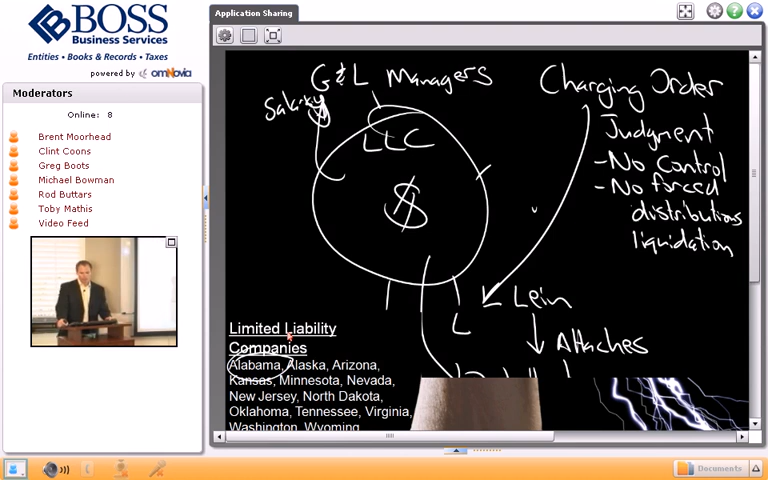 BOSS
Business Services
Entities • Books & Records • Taxes
powered by omnovia
Moderators
Online: 8
Brent Moorhead
Clint Coons
Greg Boots
Michael Bowman
Rod Buttars
Toby Mathis
Video Feed
Application Sharing
G&L Managers
Salary
LLC
$
L
Charging Order
Judgment
- No Control
- No forced
distributions
liquidation
L Lein
Attaches
Limited Liability
Companies
Alabama, Alaska, Arizona,
Kansas, Minnesota, Nevada,
New Jersey, North Dakota,
Oklahoma, Tennessee, Virginia,
Washington, Wyoming
Documents